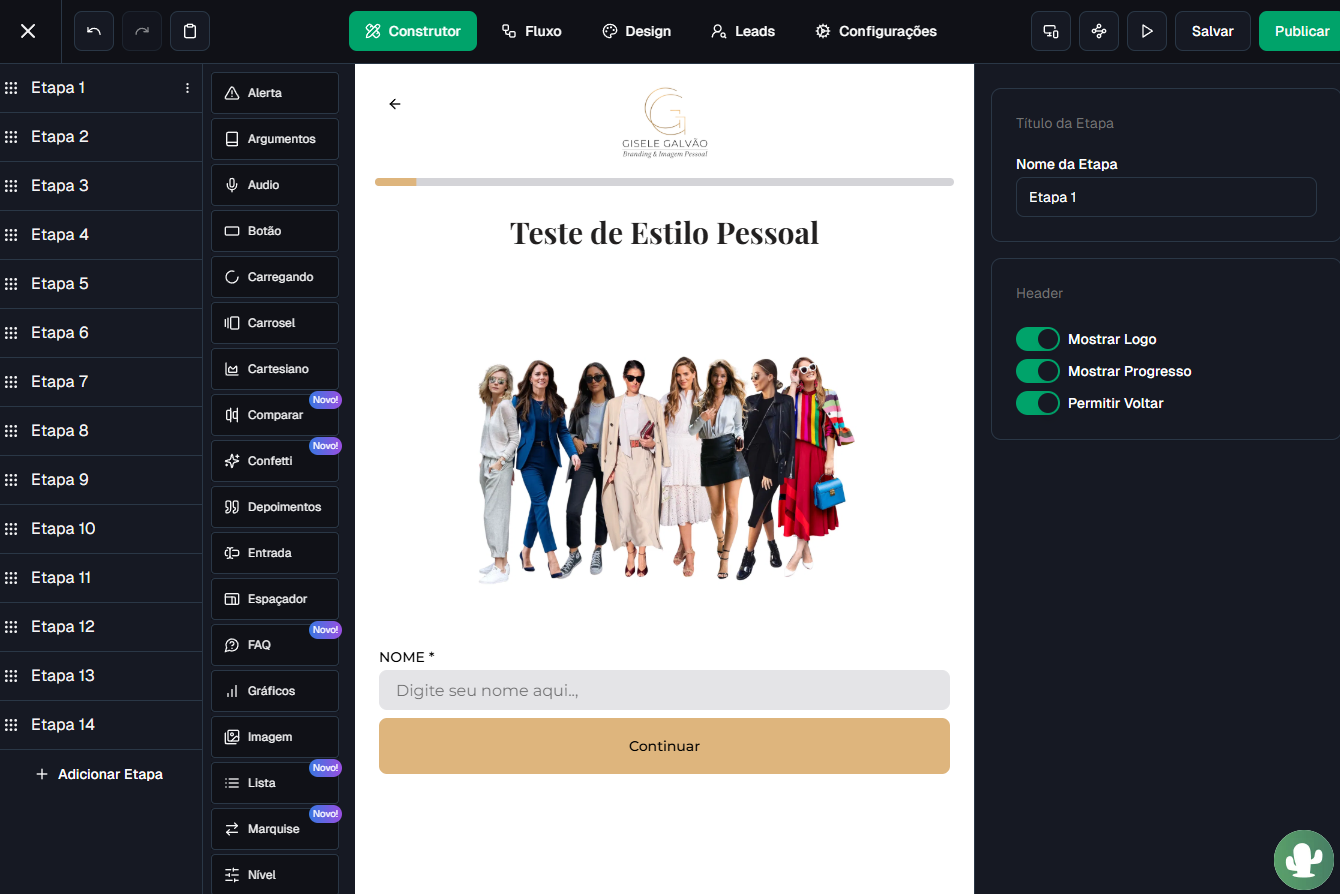 Construtor
Fluxo
Design
Leads
Configurações
Salvar
Publicar
Etapa 1
Etapa 2
Etapa 3
Etapa 4
Etapa 5
Etapa 6
Etapa 7
Etapa 8
Etapa 9
Etapa 10
Etapa 11
Etapa 12
Etapa 13
Etapa 14
Adicionar Etapa
Alerta
Argumentos
Audio
Botão
Carregando
Carrosel
Cartesiano
Novo!
Comparar
Novo!
Confetti
Depoimentos
Entrada
Espaçador
Novo!
FAQ
Gráficos
Imagem
Novo!
Lista
Novo!
Marquise
Nível
G
GISELE GALVÃO
Branding & Imagem Pessoal
Teste de Estilo Pessoal
NOME *
Digite seu nome aqui..,
Continuar
Título da Etapa
Nome da Etapa
Etapa 1
Header
Mostrar Logo
Mostrar Progresso
Permitir Voltar